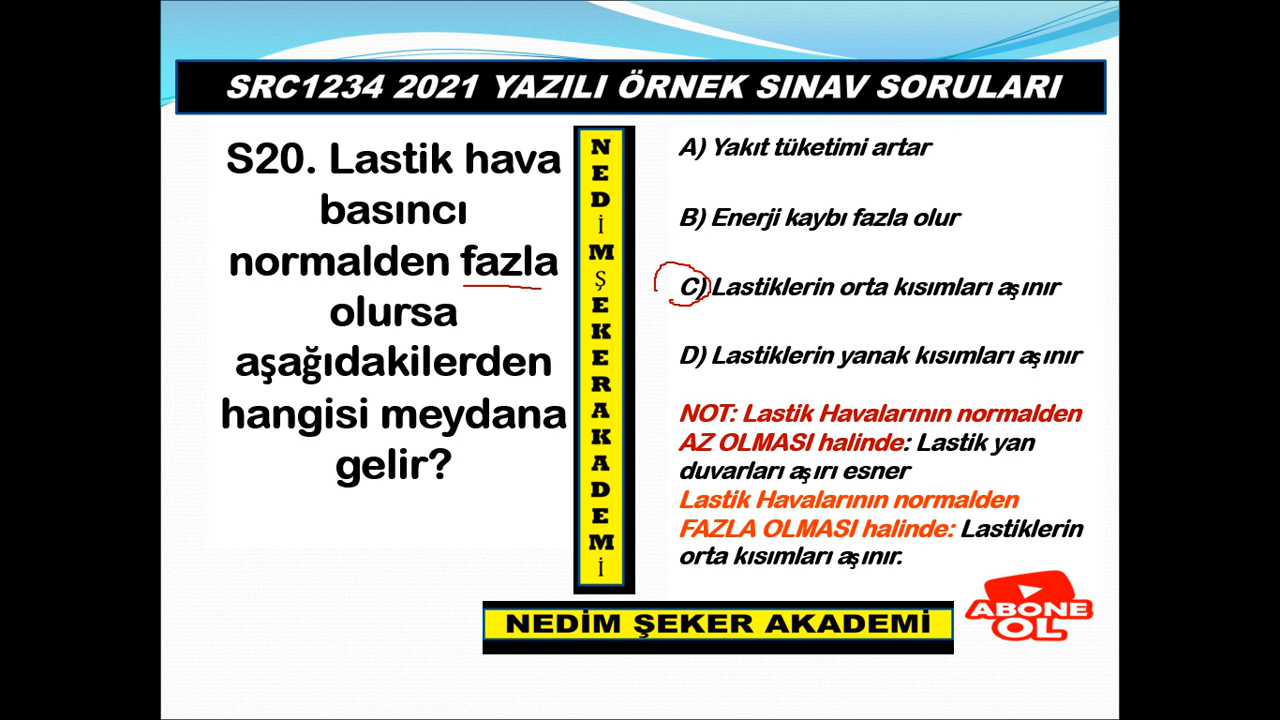 SRC1234 2021 YAZILI ÖRNEK SINAV SORULARI
S20. Lastik hava
basıncı
normalden fazla
olursa
aşağıdakilerden
hangisi meydana
gelir?
NEDİMŞEKERAKADEMİ
A) Yakıt tüketimi artar
B) Enerji kaybı fazla olur
C) Lastiklerin orta kısımları aşınır
D) Lastiklerin yanak kısımları aşınır
NOT: Lastik Havalarının normalden
AZ OLMASI halinde: Lastik yan
duvarları aşırı esner
Lastik Havalarının normalden
FAZLA OLMASI halinde: Lastiklerin
orta kısımları aşınır.
NEDİM ŞEKER AKADEMİ
ABONE
OL